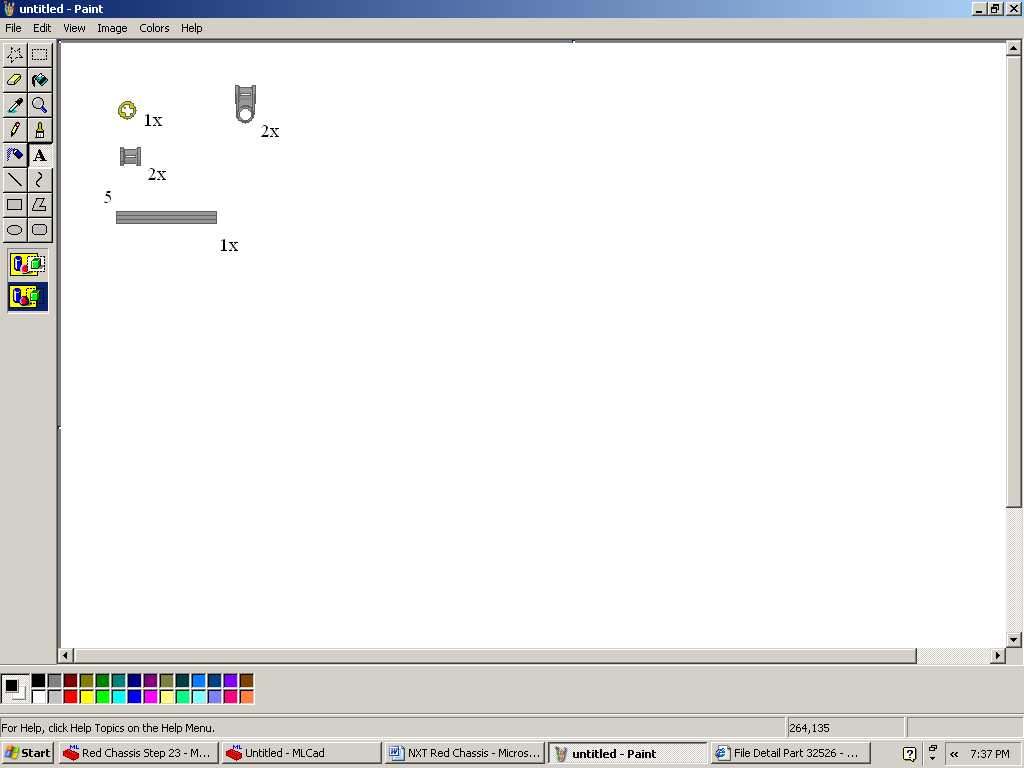 untitled - Paint
File Edit View Image Colors Help
1x
2x
2x
5
1x
A
For Help, click Help Topics on the Help Menu.
264,135
Start
ML
Red Chassis Step 23 - M...
ML
Untitled - MLCad
NXT Red Chassis - Micros...
untitled - Paint
File Detail Part 32526 - ...
?
«
7:37 PM